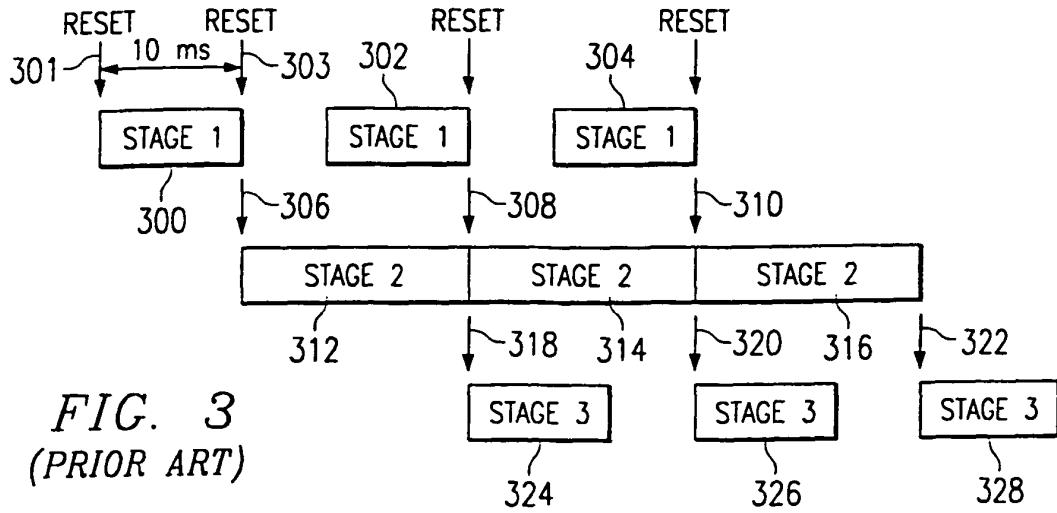 RESET RESET RESET RESET
301 10 ms 303 302 304
STAGE 1 STAGE 1 STAGE 1
300 306 308 310
STAGE 2 STAGE 2 STAGE 2
312 318 314 320 316 322
STAGE 3 STAGE 3 STAGE 3
324 326 328
FIG. 3
(PRIOR ART)